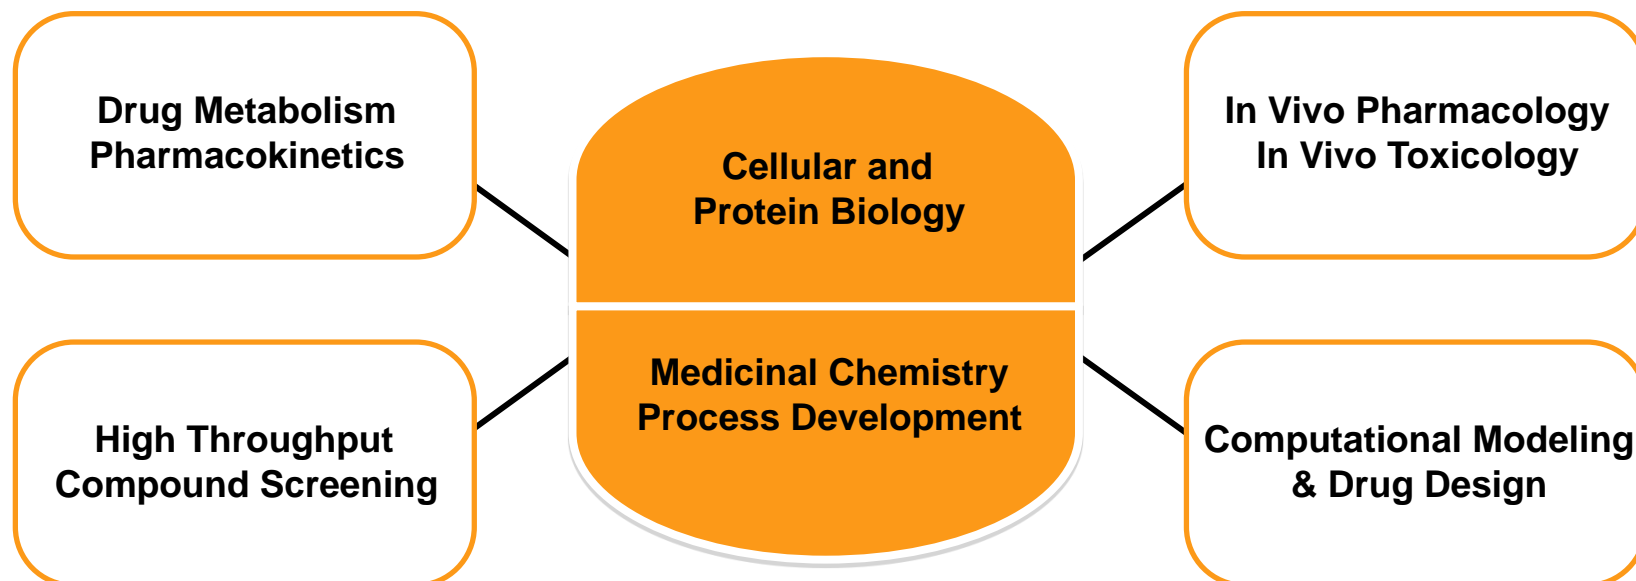 Drug Metabolism
Pharmacokinetics
Cellular and
Protein Biology
In Vivo Pharmacology
In Vivo Toxicology
High Throughput
Compound Screening
Medicinal Chemistry
Process Development
Computational Modeling
& Drug Design